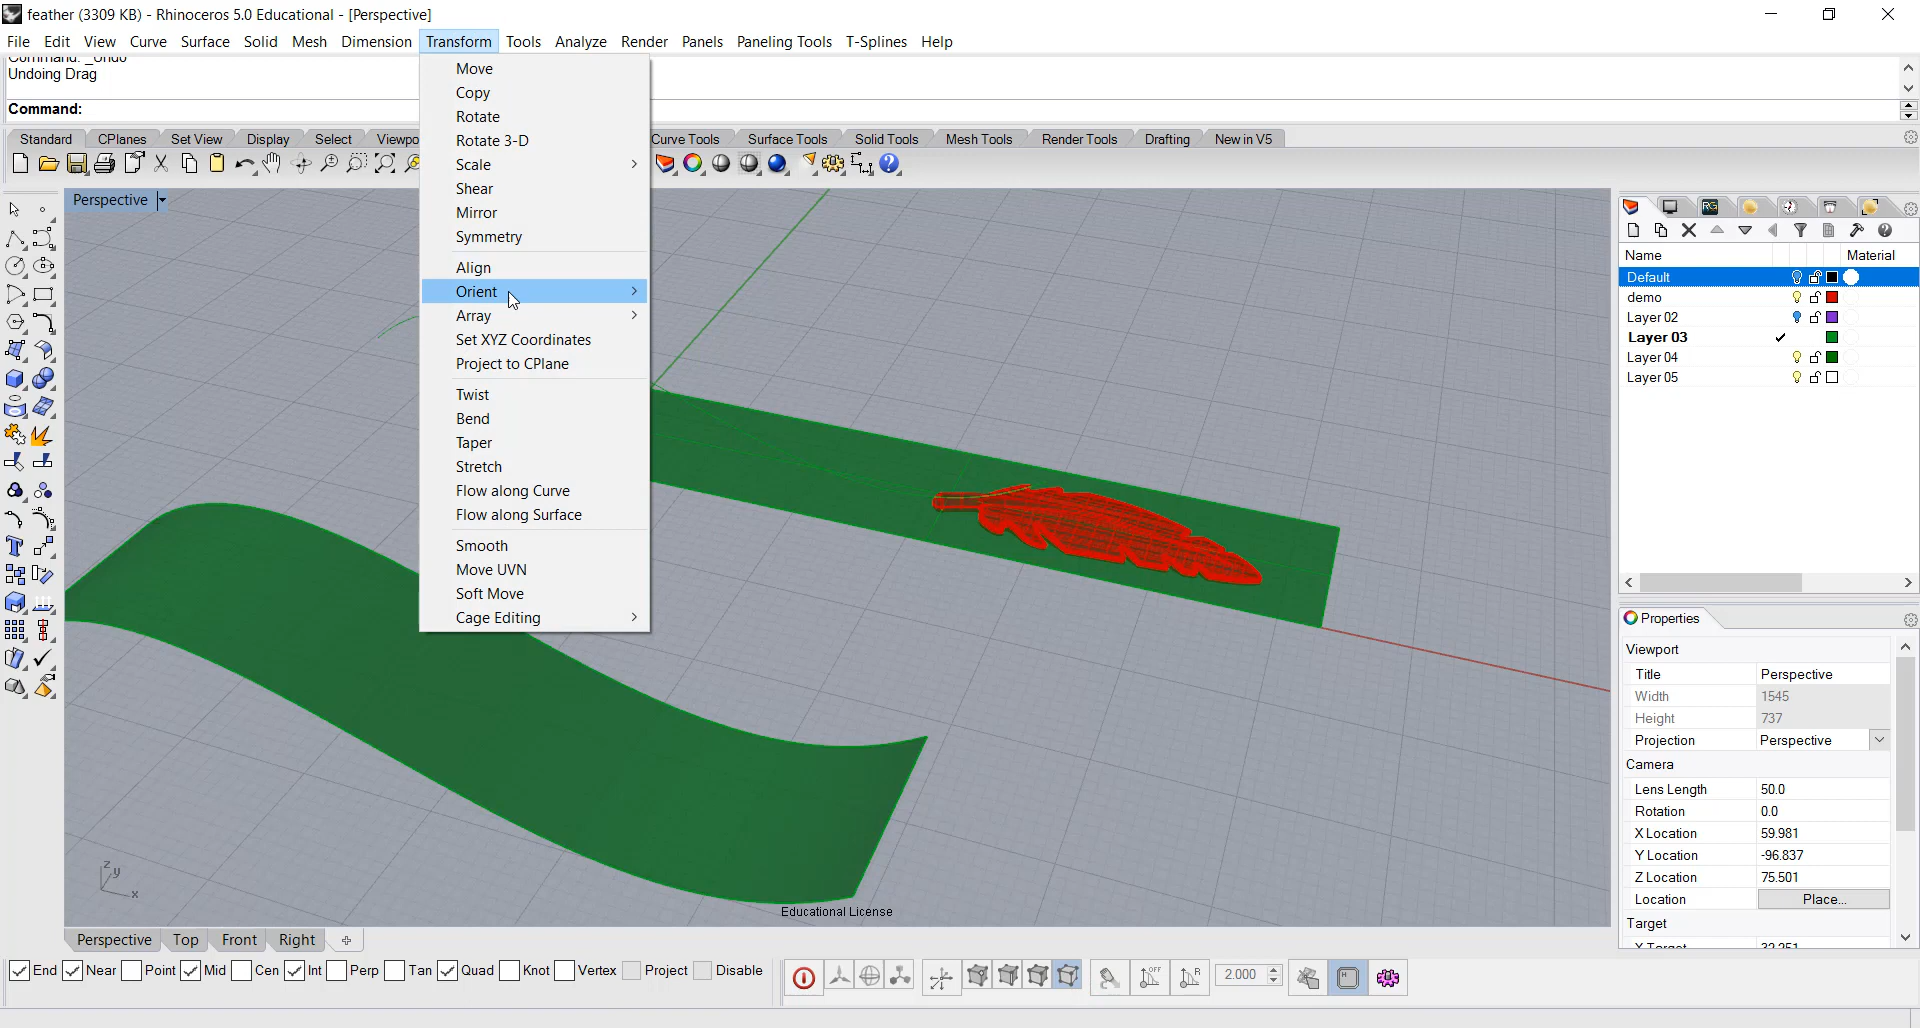 feather (3309 KB) - Rhinoceros 5.0 Educational - [Perspective]
File Edit View Curve Surface Solid Mesh Dimension Transform Tools Analyze Render Panels Paneling Tools T-Splines Help
Command: _Undo
Undoing Drag
Command:
Standard CPlanes Set View Display Select Viewpo Curve Tools Surface Tools Solid Tools Mesh Tools Render Tools Drafting New in V5
Perspective
Move
Copy
Rotate
Rotate 3-D
Scale
Shear
Mirror
Symmetry
Align
Orient
Array
Set XYZ Coordinates
Project to CPlane
Twist
Bend
Taper
Stretch
Flow along Curve
Flow along Surface
Smooth
Move UVN
Soft Move
Cage Editing
z
y
x
Educational License
RG
Name Material
Default
demo
Layer 02
Layer 03
Layer 04
Layer 05
Properties
Viewport
Title Perspective
Width 1545
Height 737
Projection Perspective
Camera
Lens Length 50.0
Rotation 0.0
X Location 59.981
Y Location -96.837
Z Location 75.501
Location Place...
Target
X Target 32.251
Perspective Top Front Right
End Near Point Mid Cen Int Perp Tan Quad Knot Vertex Project Disable
OFF R 2.000 H